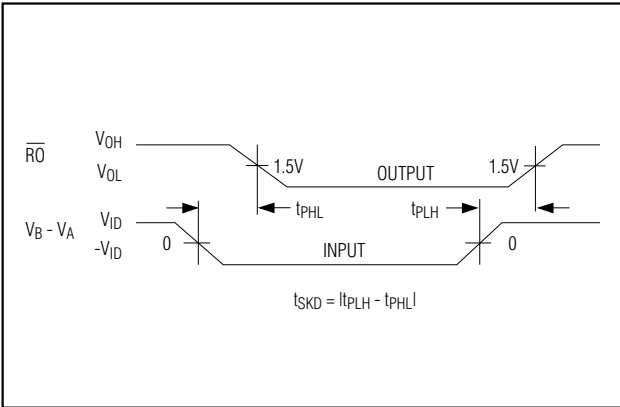 R̅O̅ VOH
VOL 1.5V OUTPUT 1.5V
tPHL tPLH
VB - VA VID
-VID 0 INPUT 0
tSKD = |tPLH - tPHL|